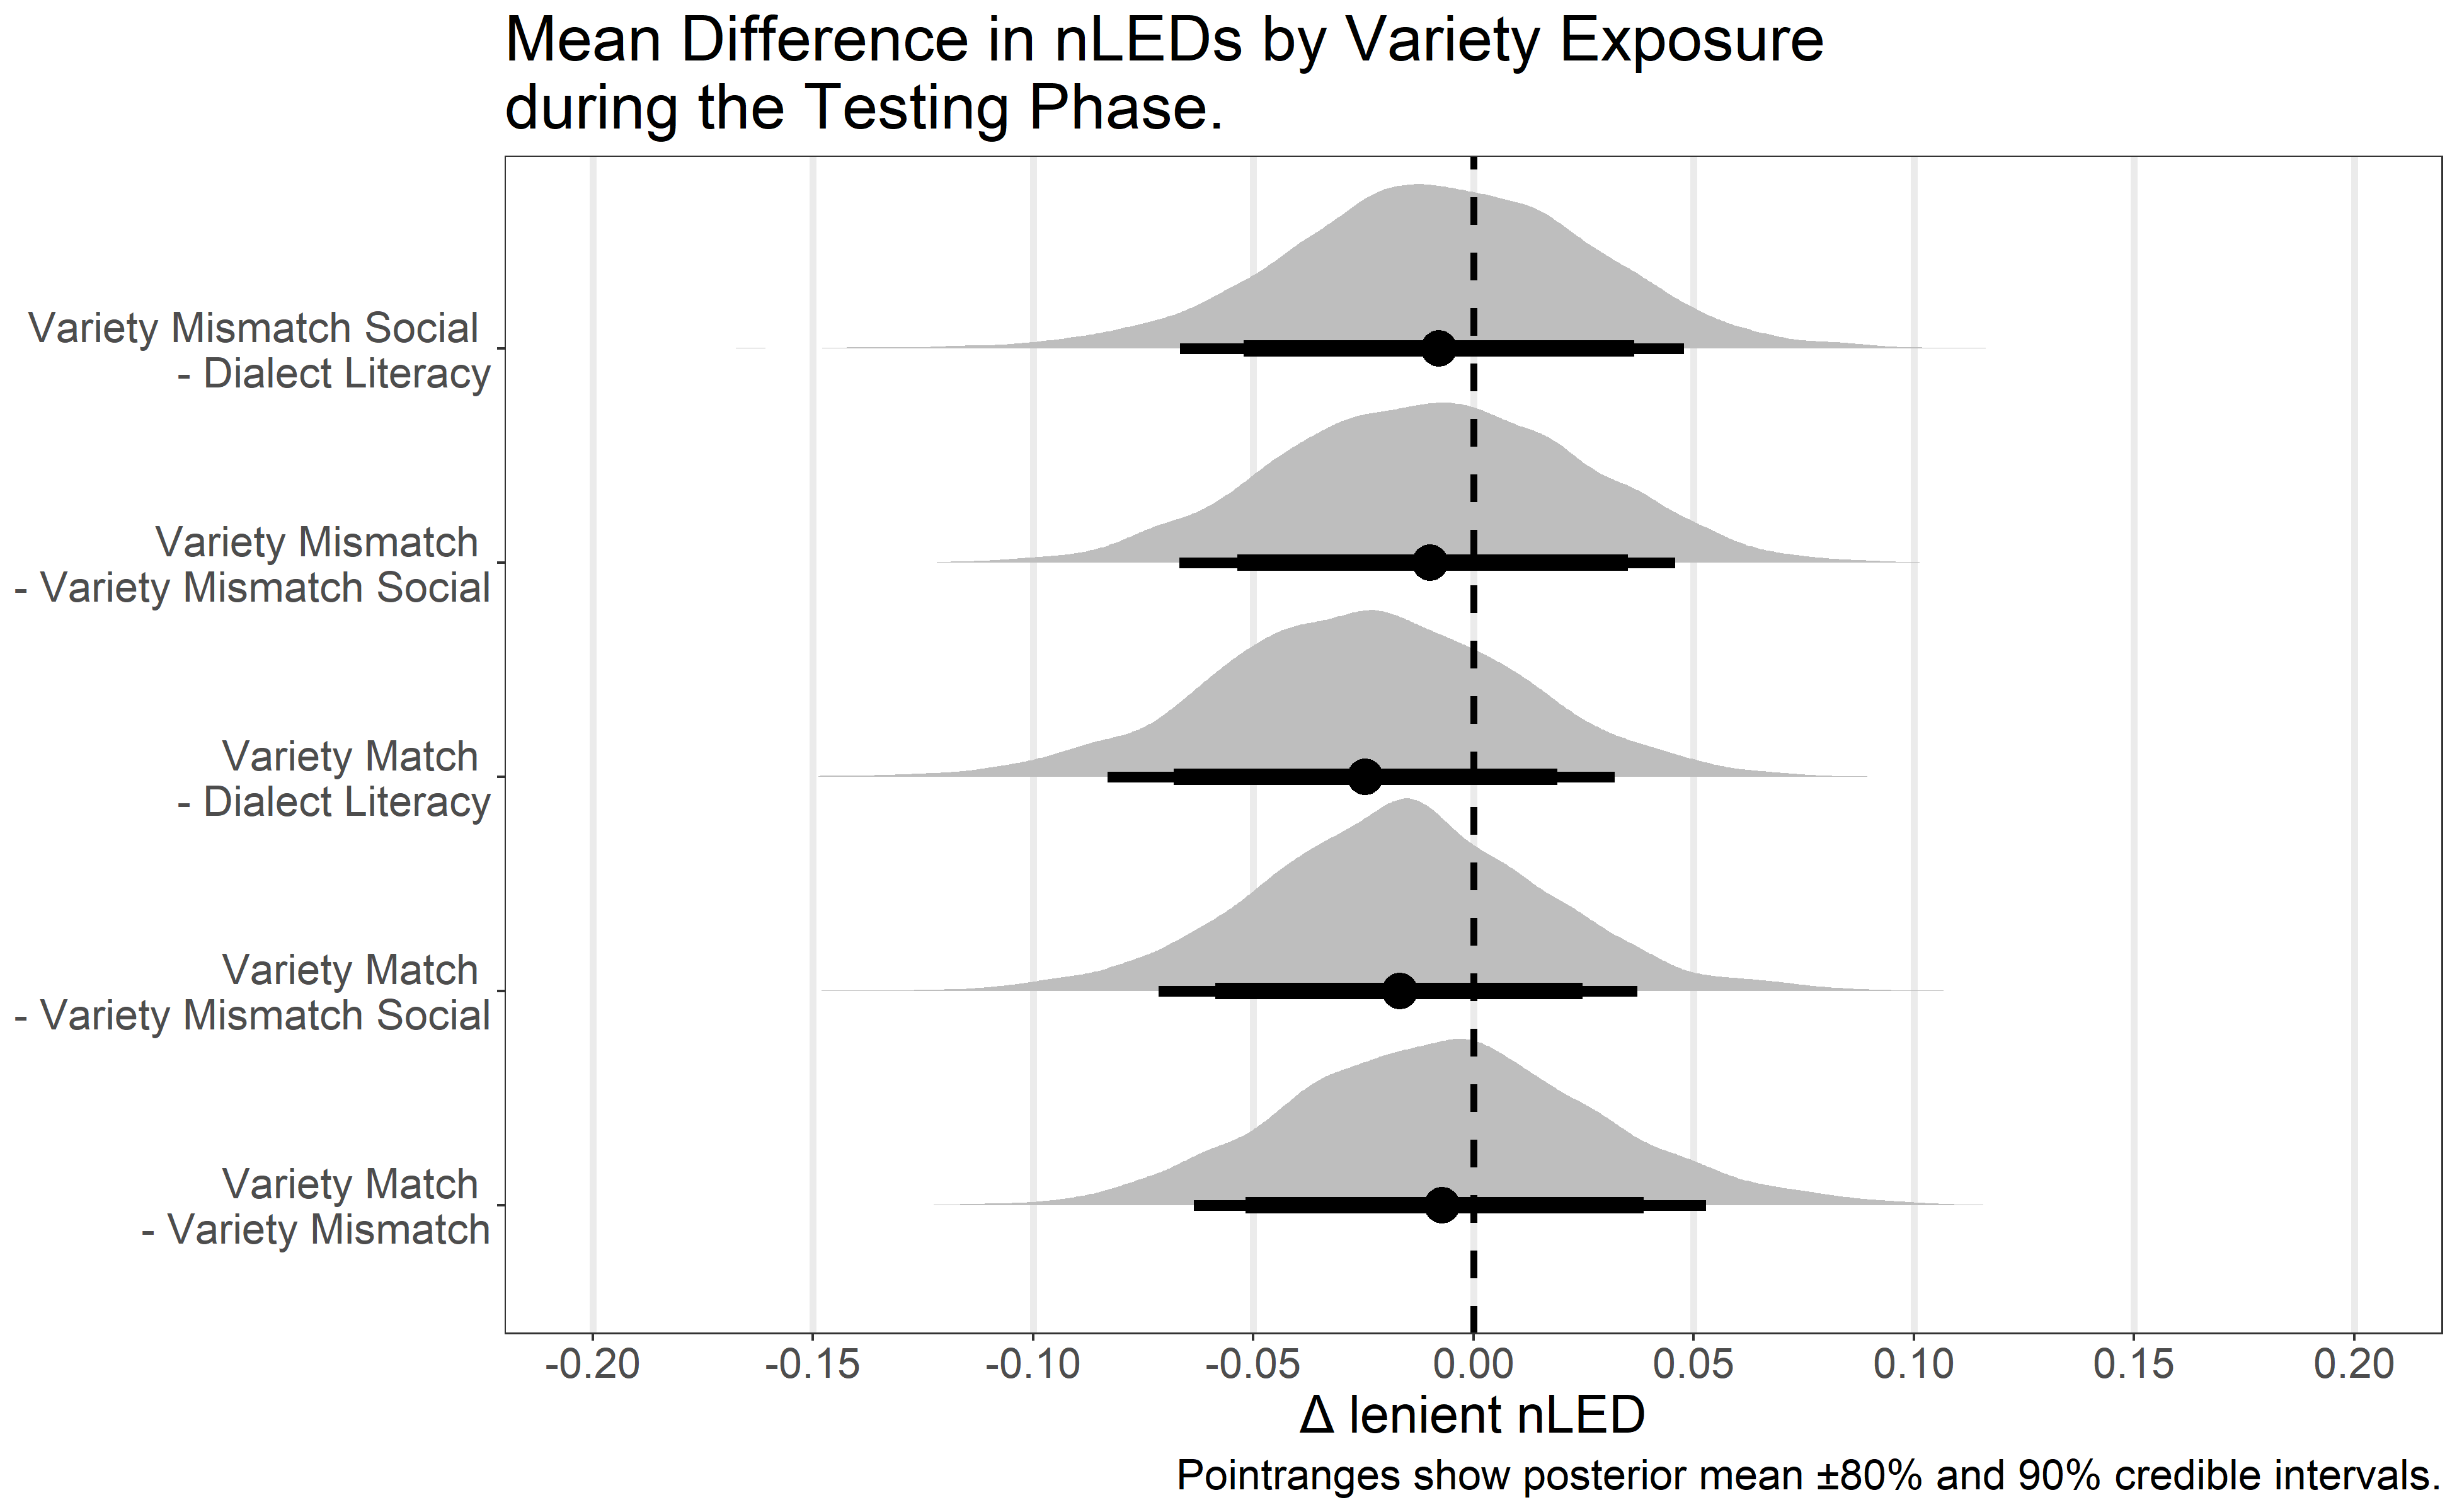 Mean Difference in nLEDs by Variety Exposure
during the Testing Phase.
Variety Mismatch Social
- Dialect Literacy
Variety Mismatch
- Variety Mismatch Social
Variety Match
- Dialect Literacy
Variety Match
- Variety Mismatch Social
Variety Match
- Variety Mismatch
-0.20 -0.15 -0.10 -0.05 0.00 0.05 0.10 0.15 0.20
Δ lenient nLED
Pointranges show posterior mean ±80% and 90% credible intervals.